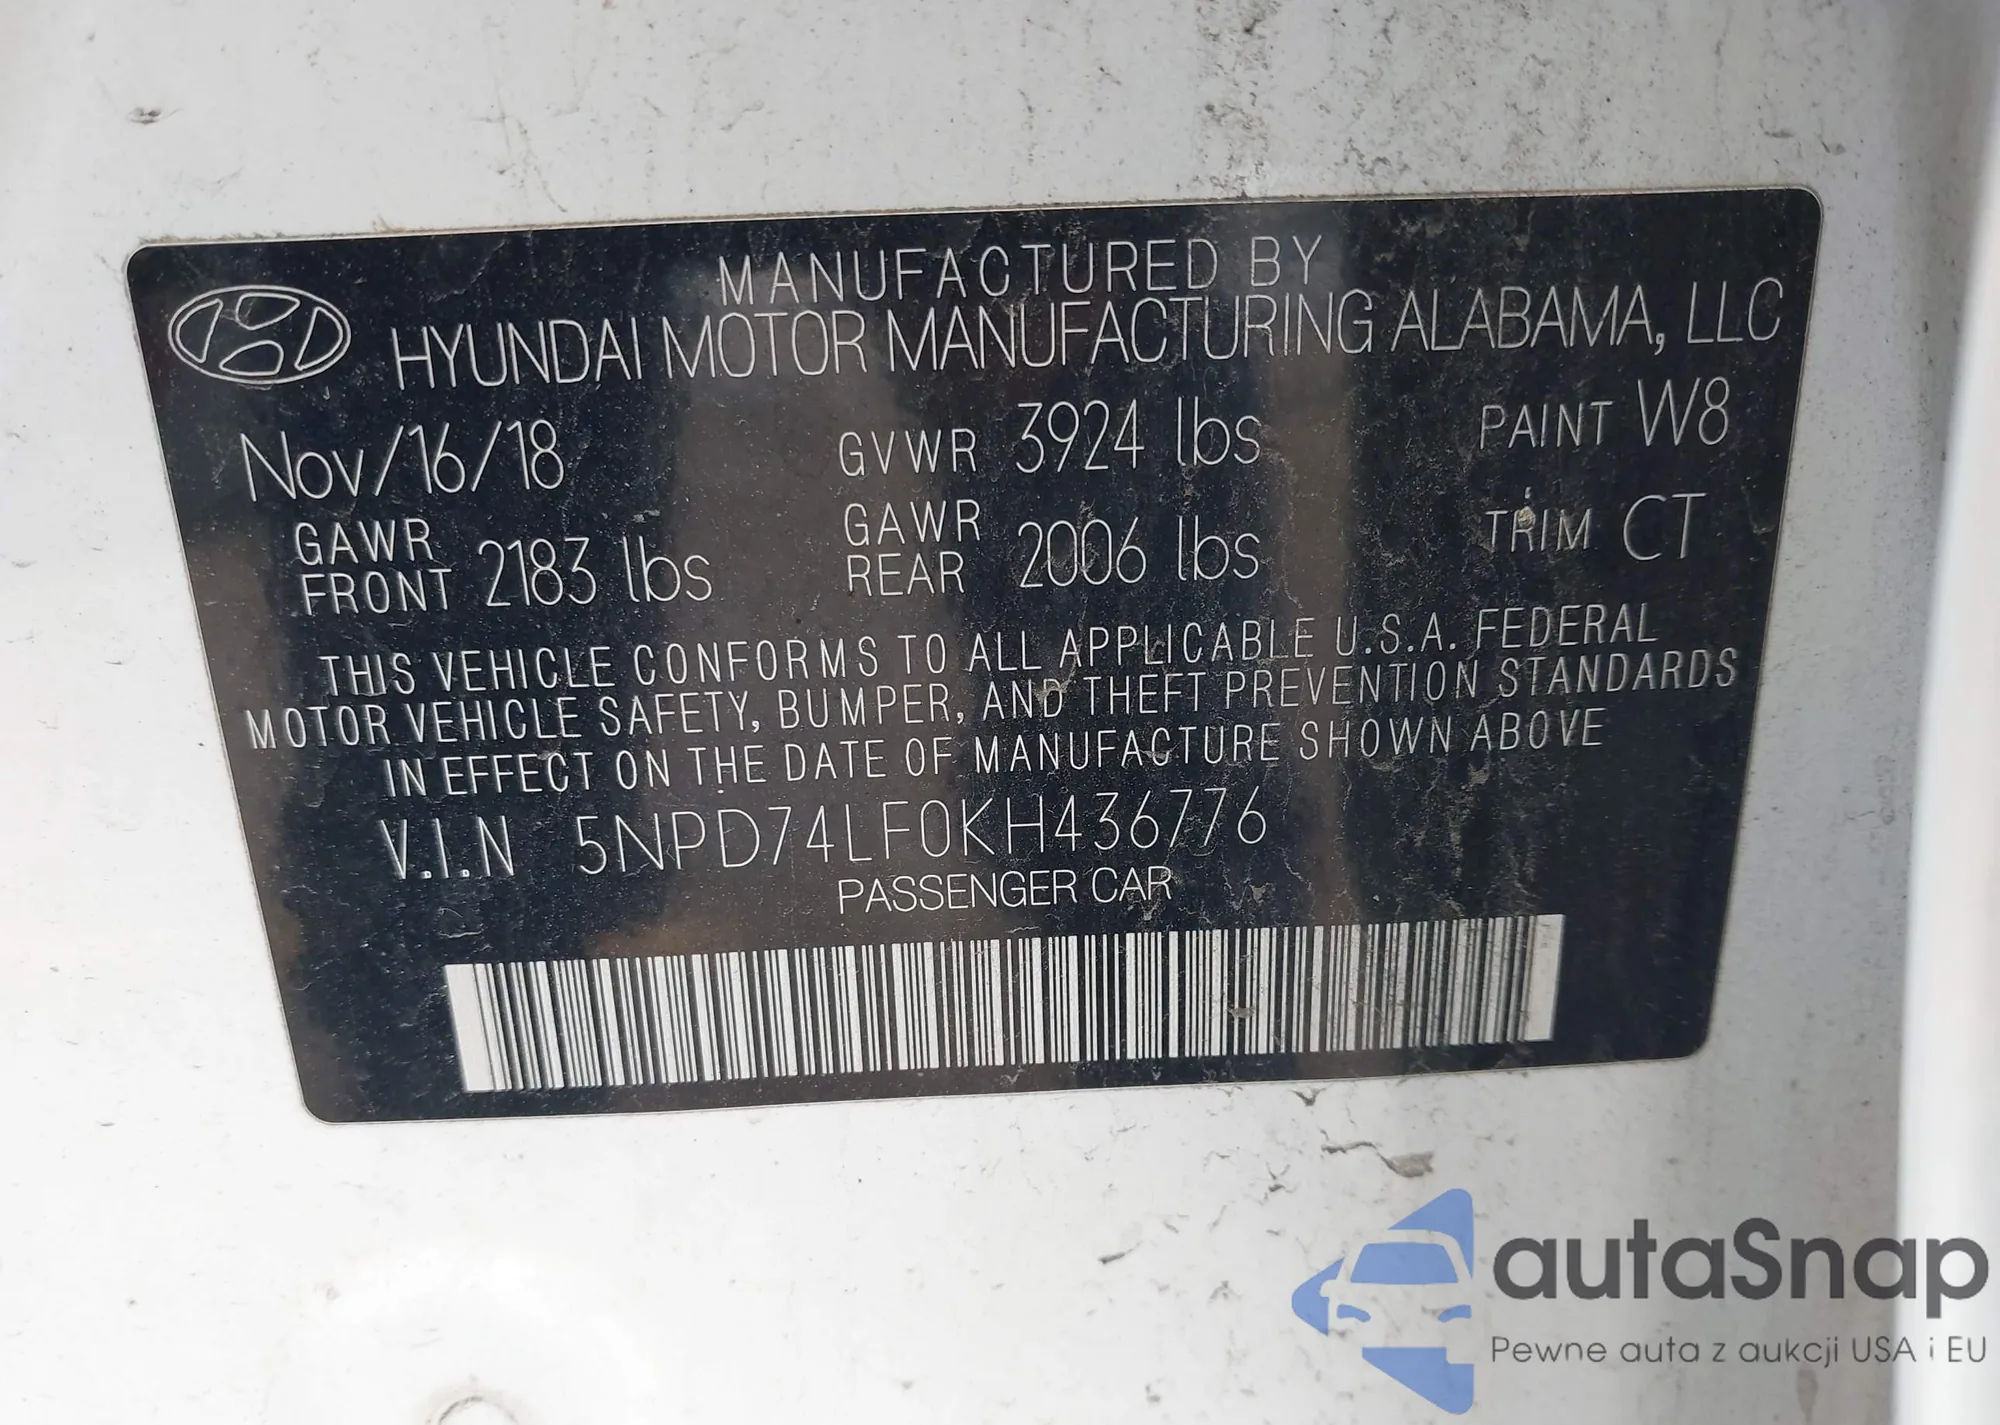 MANUFACTURED BY
HYUNDAI MOTOR MANUFACTURING ALABAMA, LLC
Nov/16/18 GVWR 3924 lbs PAINT W8
GAWR FRONT 2183 lbs GAWR REAR 2006 lbs TRIM CT
THIS VEHICLE CONFORMS TO ALL APPLICABLE U.S.A. FEDERAL
MOTOR VEHICLE SAFETY, BUMPER, AND THEFT PREVENTION STANDARDS
IN EFFECT ON THE DATE OF MANUFACTURE SHOWN ABOVE
V.I.N 5NPD74LF0KH436776
PASSENGER CAR
autaSnap
Pewne auta z aukcji USA i EU